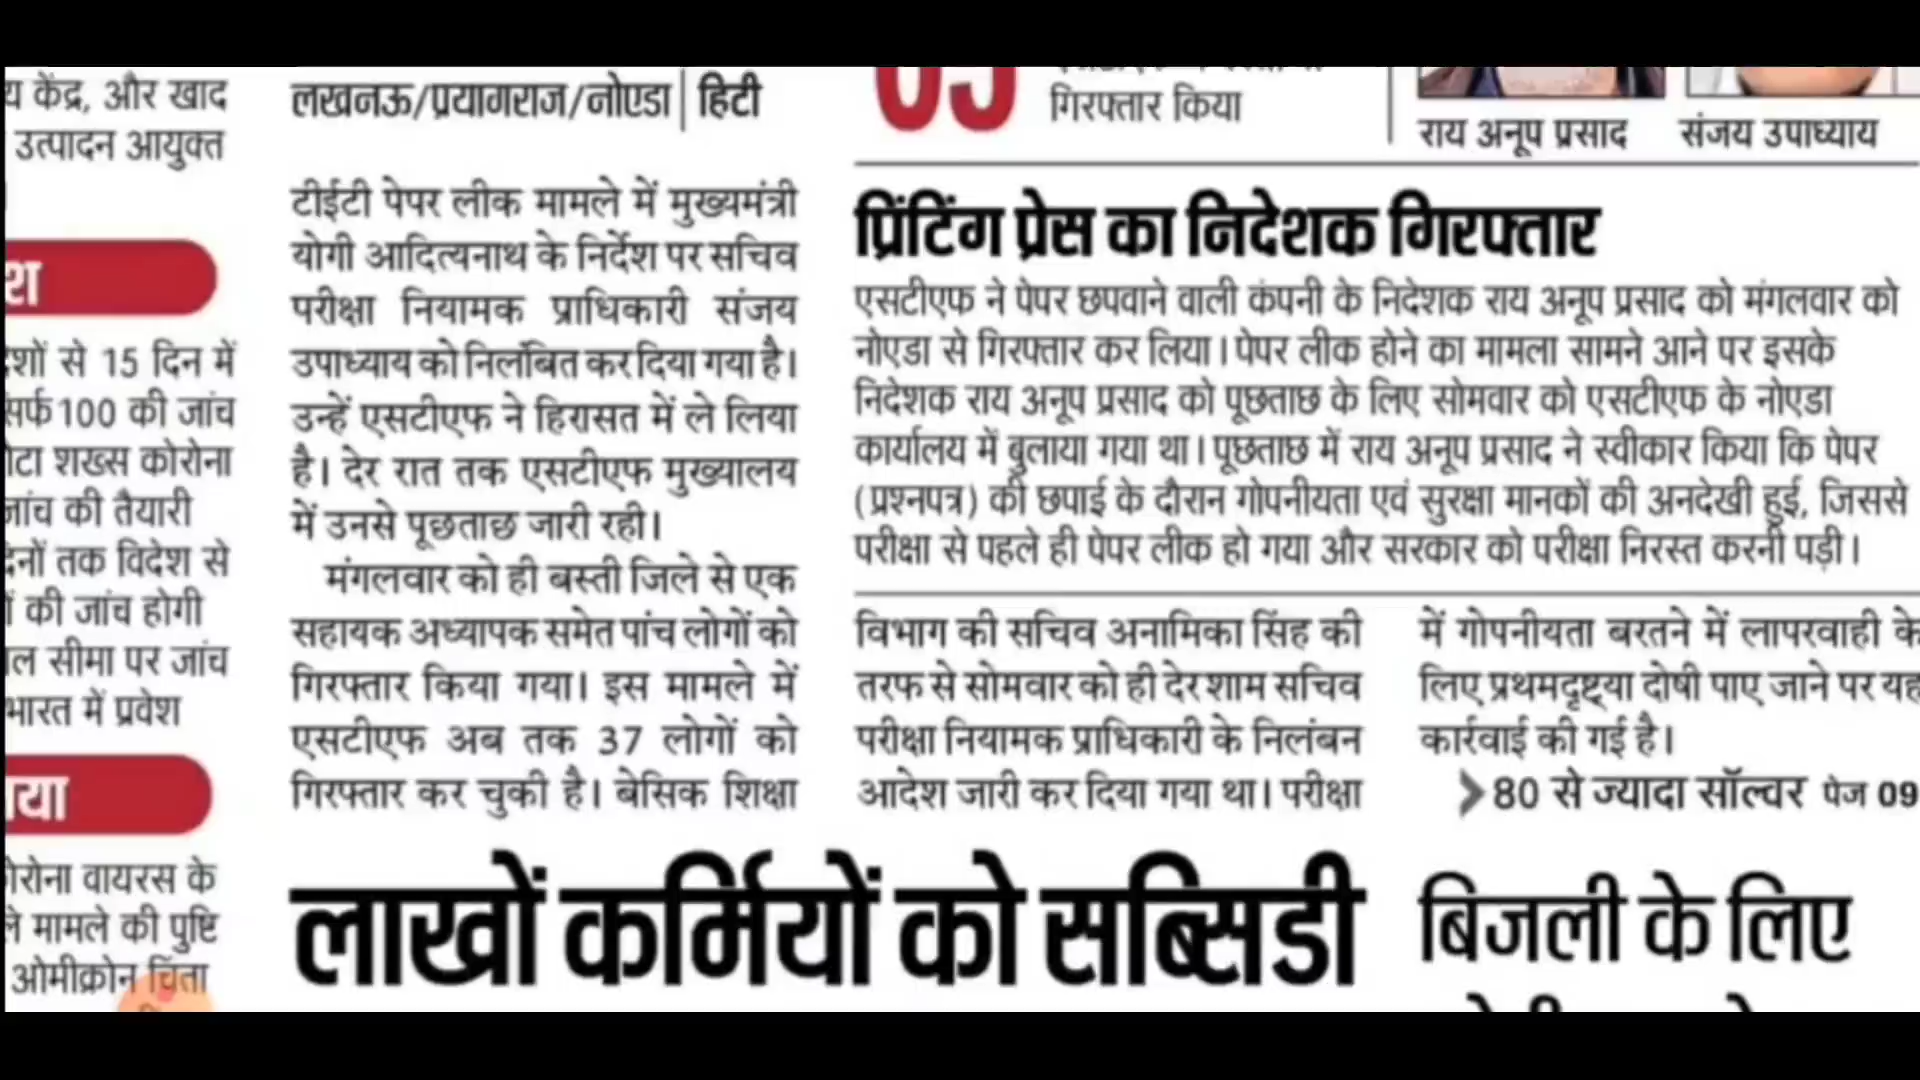 य केंद्र, और खाद
उत्पादन आयुक्त
श
15 दिन में
100 की जांच
शख्स कोरोना
जांच की तैयारी
तक विदेश से
की जांच होगी
सीमा पर जांच
भारत में प्रवेश
या
वायरस के
मामले की पुष्टि
ओमीक्रोन चिंता
लखनऊ/प्रयागराज/नोएडा | हिटी
टीईटी पेपर लीक मामले में मुख्यमंत्री
योगी आदित्यनाथ के निर्देश पर सचिव
परीक्षा नियामक प्राधिकारी संजय
उपाध्याय को निलंबित कर दिया गया है।
उन्हें एसटीएफ ने हिरासत में ले लिया
है। देर रात तक एसटीएफ मुख्यालय
में उनसे पूछताछ जारी रही।
मंगलवार को ही बस्ती जिले से एक
सहायक अध्यापक समेत पांच लोगों को
गिरफ्तार किया गया। इस मामले में
एसटीएफ अब तक 37 लोगों को
गिरफ्तार कर चुकी है। बेसिक शिक्षा
गिरफ्तार किया
राय अनूप प्रसाद
संजय उपाध्याय
प्रिंटिंग प्रेस का निदेशक गिरफ्तार
एसटीएफ ने पेपर छपवाने वाली कंपनी के निदेशक राय अनूप प्रसाद को मंगलवार को
नोएडा से गिरफ्तार कर लिया। पेपर लीक होने का मामला सामने आने पर इसके
निदेशक राय अनूप प्रसाद को पूछताछ के लिए सोमवार को एसटीएफ के नोएडा
कार्यालय में बुलाया गया था। पूछताछ में राय अनूप प्रसाद ने स्वीकार किया कि पेपर
(प्रश्नपत्र) की छपाई के दौरान गोपनीयता एवं सुरक्षा मानकों की अनदेखी हुई, जिससे
परीक्षा से पहले ही पेपर लीक हो गया और सरकार को परीक्षा निरस्त करनी पड़ी।
विभाग की सचिव अनामिका सिंह की
तरफ से सोमवार को ही देर शाम सचिव
परीक्षा नियामक प्राधिकारी के निलंबन
आदेश जारी कर दिया गया था। परीक्षा
में गोपनीयता बरतने में लापरवाही के
लिए प्रथमदृष्ट्या दोषी पाए जाने पर यह
कार्रवाई की गई है।
80 से ज्यादा सॉल्वर पेज 09
लाखों कर्मियों को सब्सिडी
बिजली के लिए